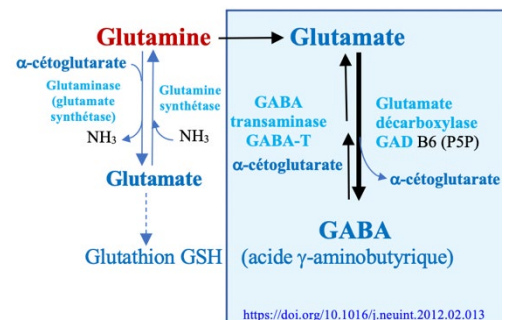 Glutamine
Glutamate
α-cétoglutarate
Glutaminase
(glutamate
synthétase)
Glutamine
synthétase
NH₃
NH₃
Glutamate
Glutathion GSH
GABA
transaminase
GABA-T
α-cétoglutarate
Glutamate
décarboxylase
GAD B6 (P5P)
α-cétoglutarate
GABA
(acide γ-aminobutyrique)
https://doi.org/10.1016/j.neuint.2012.02.013